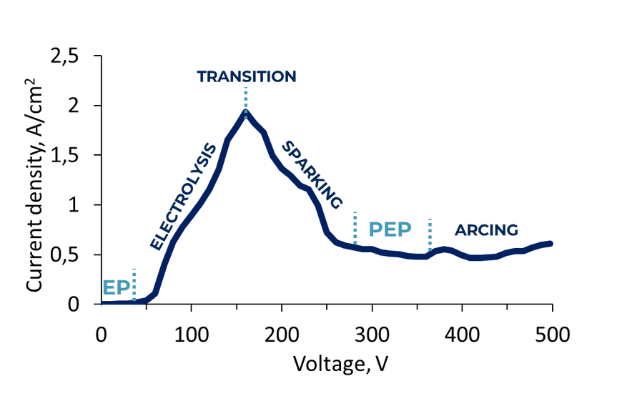 2,5
TRANSITION
2
ELECTROLYSIS
SPARKING
1,5
1
PEP
ARCING
0,5
EP
0
0 100 200 300 400 500
Voltage, V
Current density, A/cm²